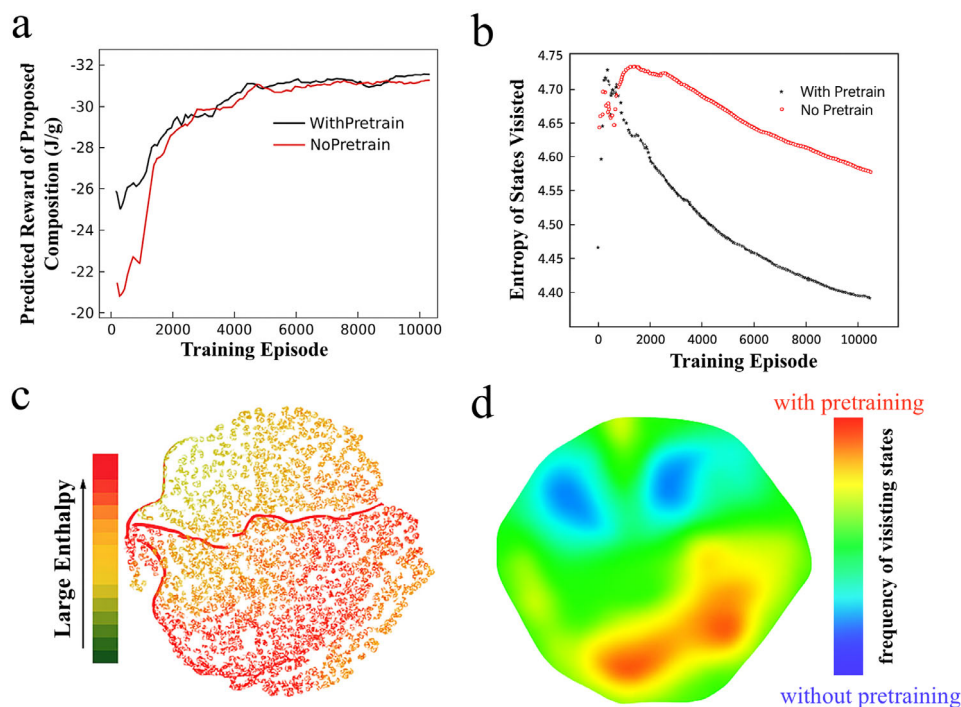 a
Predicted Reward of Proposed
Composition (J/g)
-32
-30
-28
-26
-24
-22
-20
WithPretrain
NoPretrain
0
2000
4000
6000
8000
10000
Training Episode
b
Entropy of States Visisted
4.75
4.70
4.65
4.60
4.55
4.50
4.45
4.40
With Pretrain
No Pretrain
0
2000
4000
6000
8000
10000
Training Episode
c
Large Enthalpy
d
with pretraining
frequency of vissting states
without pretraining